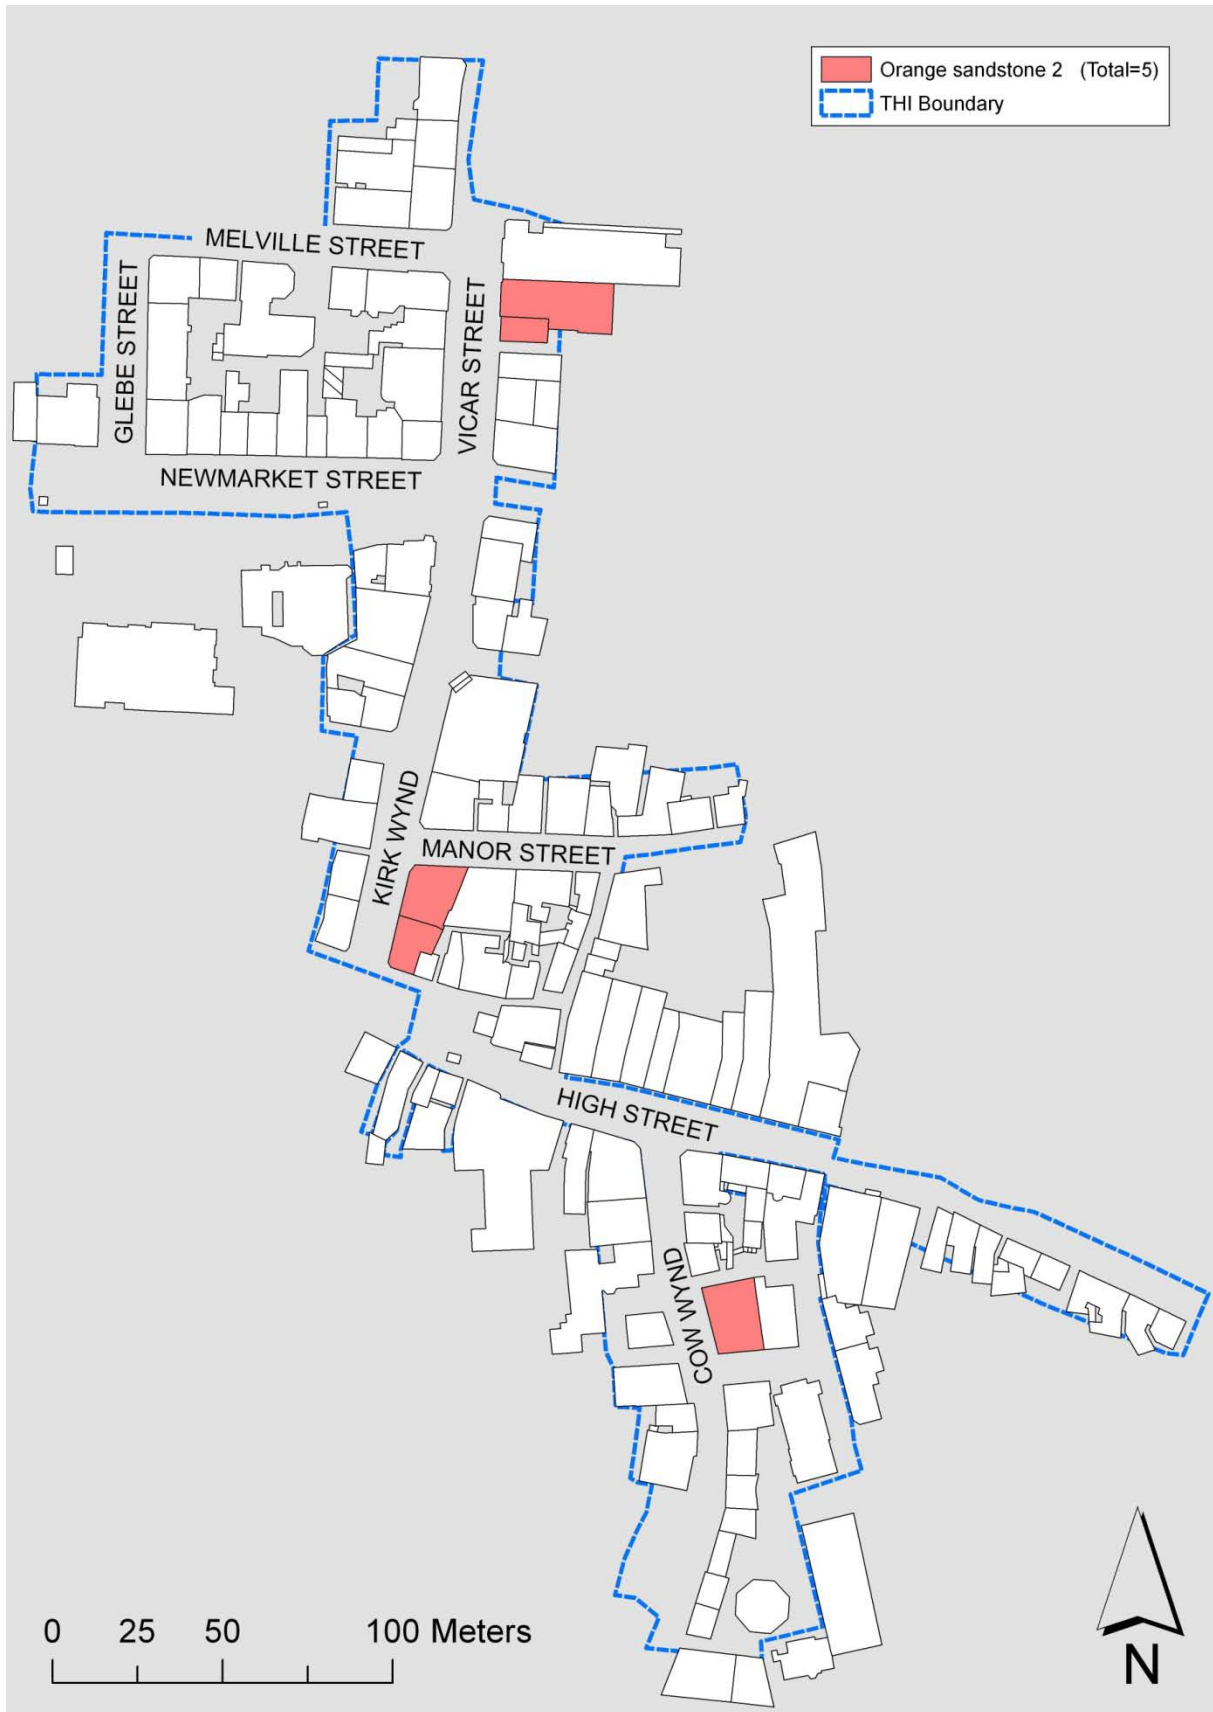 Orange sandstone 2 (Total=5)
THI Boundary
MELVILLE STREET
GLEBE STREET
VICAR STREET
NEWMARKET STREET
KIRK WYND
MANOR STREET
HIGH STREET
COW WYND
0 25 50 100 Meters
N